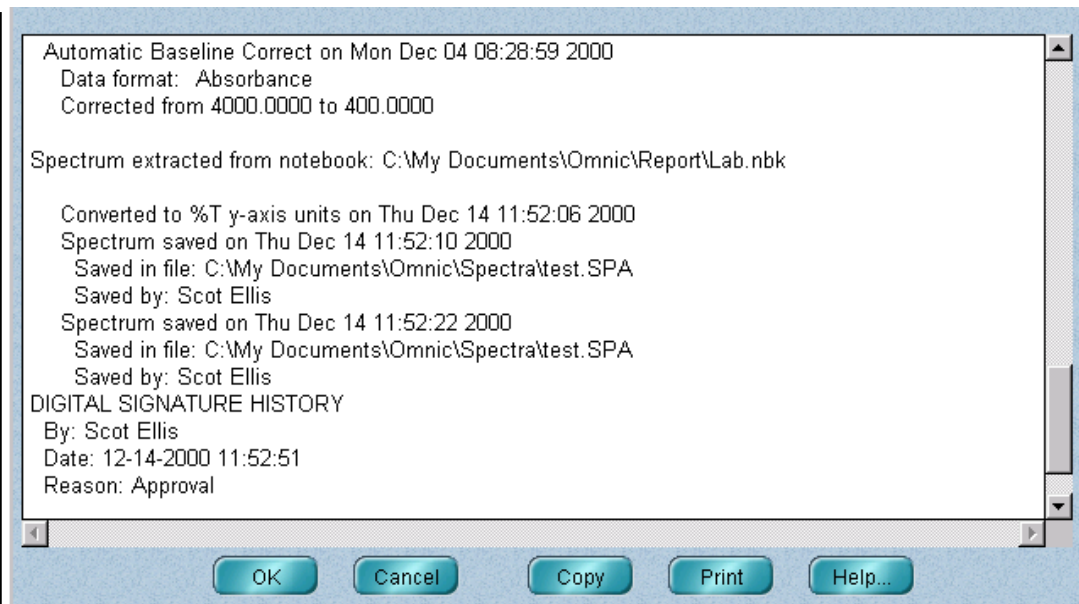 Automatic Baseline Correct on Mon Dec 04 08:28:59 2000
Data format: Absorbance
Corrected from 4000.0000 to 400.0000
Spectrum extracted from notebook: C:\My Documents\Omnic\Report\Lab.nbk
Converted to %T y-axis units on Thu Dec 14 11:52:06 2000
Spectrum saved on Thu Dec 14 11:52:10 2000
Saved in file: C:\My Documents\Omnic\Spectra\test.SPA
Saved by: Scot Ellis
Spectrum saved on Thu Dec 14 11:52:22 2000
Saved in file: C:\My Documents\Omnic\Spectra\test.SPA
Saved by: Scot Ellis
DIGITAL SIGNATURE HISTORY
By: Scot Ellis
Date: 12-14-2000 11:52:51
Reason: Approval
OK Cancel Copy Print Help...